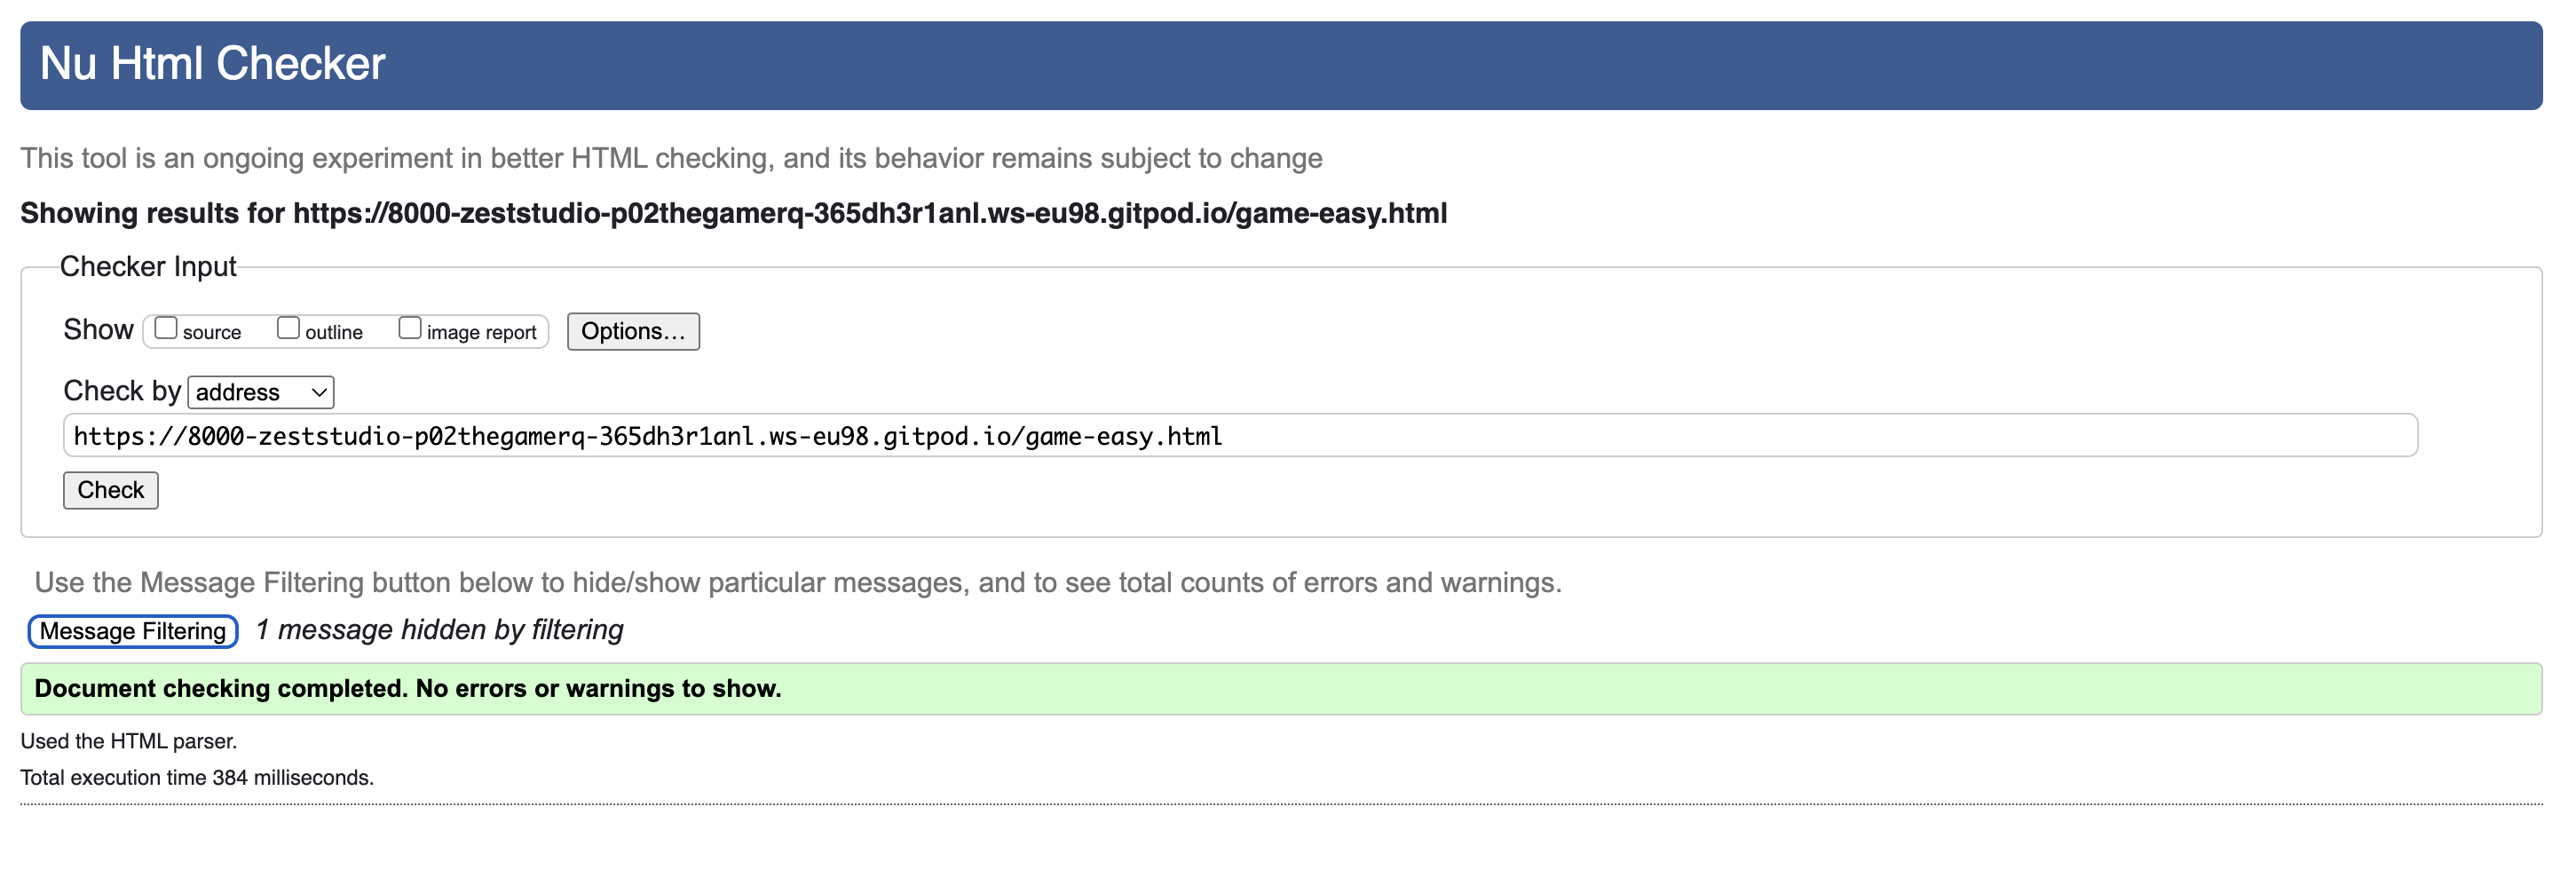 Nu Html Checker
This tool is an ongoing experiment in better HTML checking, and its behavior remains subject to change
Showing results for https://8000-zeststudio-p02thegamerq-365dh3r1anl.ws-eu98.gitpod.io/game-easy.html
Checker Input
Show source outline image report Options...
Check by address
https://8000-zeststudio-p02thegamerq-365dh3r1anl.ws-eu98.gitpod.io/game-easy.html
Check
Use the Message Filtering button below to hide/show particular messages, and to see total counts of errors and warnings.
Message Filtering 1 message hidden by filtering
Document checking completed. No errors or warnings to show.
Used the HTML parser.
Total execution time 384 milliseconds.